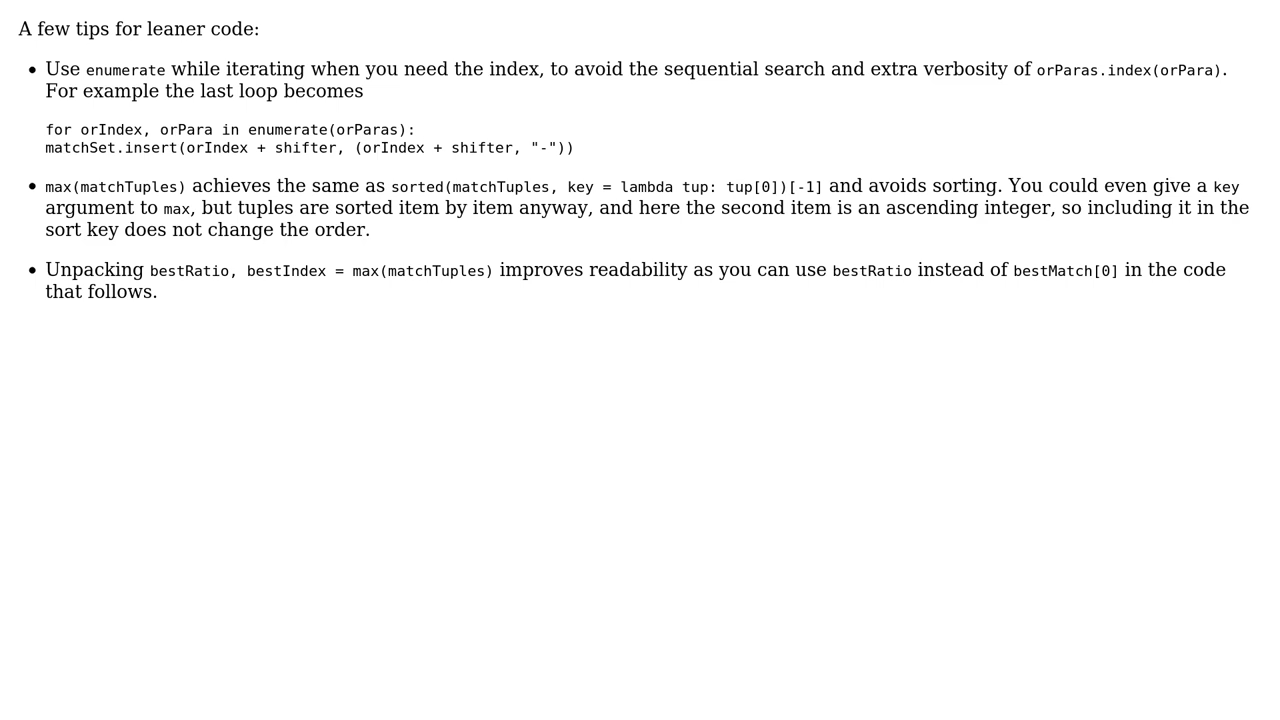 A few tips for leaner code:
• Use enumerate while iterating when you need the index, to avoid the sequential search and extra verbosity of orParas.index(orPara).
For example the last loop becomes
for orIndex, orPara in enumerate(orParas):
matchSet.insert(orIndex + shifter, (orIndex + shifter, "-"))
• max(matchTuples) achieves the same as sorted(matchTuples, key = lambda tup: tup[0])[-1] and avoids sorting. You could even give a key
argument to max, but tuples are sorted item by item anyway, and here the second item is an ascending integer, so including it in the
sort key does not change the order.
• Unpacking bestRatio, bestIndex = max(matchTuples) improves readability as you can use bestRatio instead of bestMatch[0] in the code
that follows.